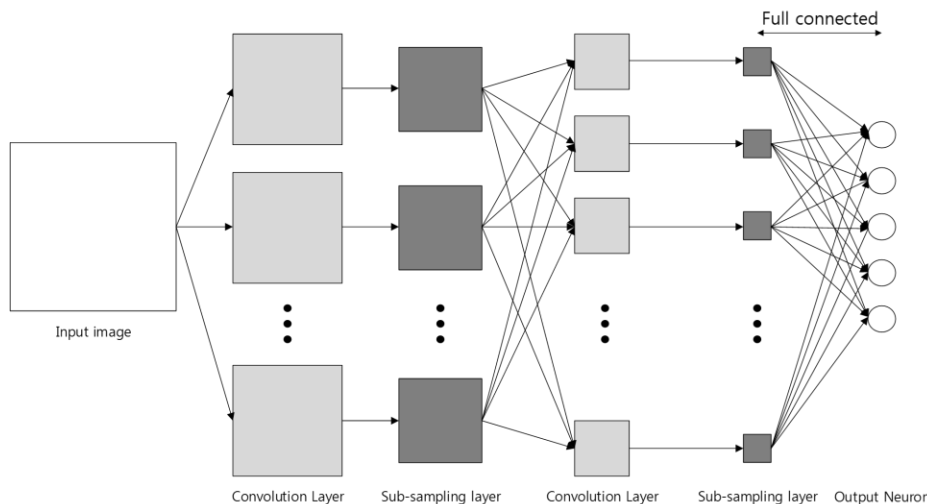 Full connected
Input image
Convolution Layer
Sub-sampling layer
Convolution Layer
Sub-sampling layer
Output Neuron